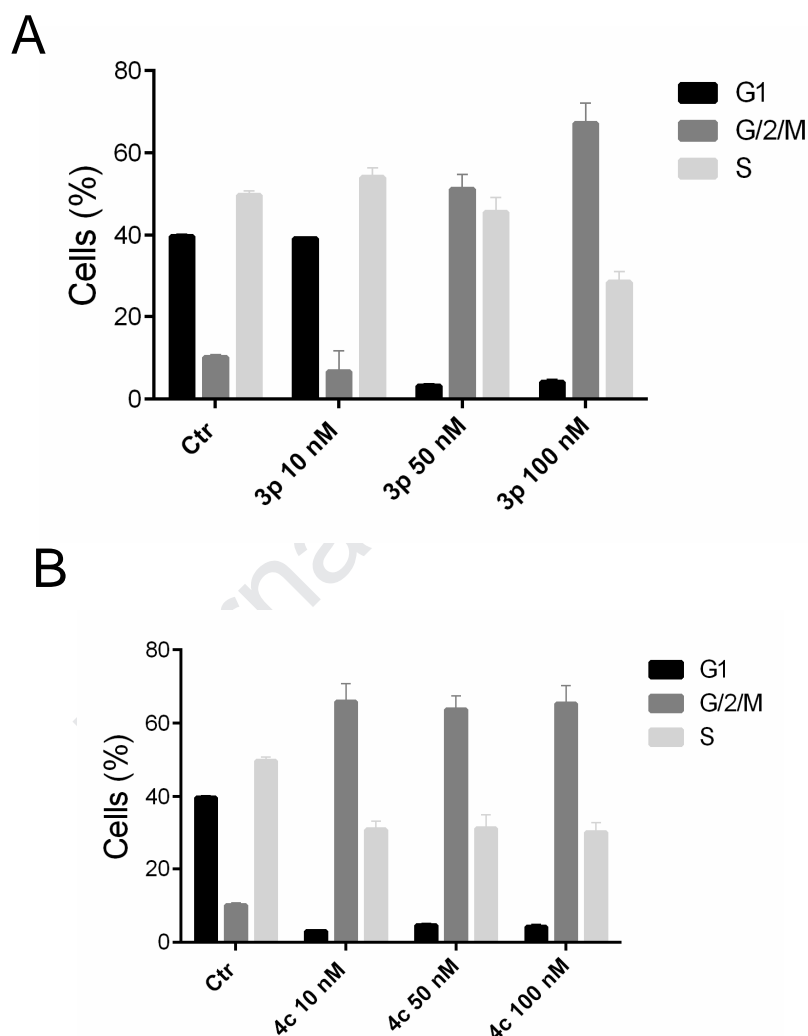 A
80
60
40
20
0
Cells (%)
G1
G/2/M
S
Ctr
3p 10 nM
3p 50 nM
3p 100 nM
B
80
60
40
20
0
Cells (%)
G1
G/2/M
S
Ctr
4c 10 nM
4c 50 nM
4c 100 nM